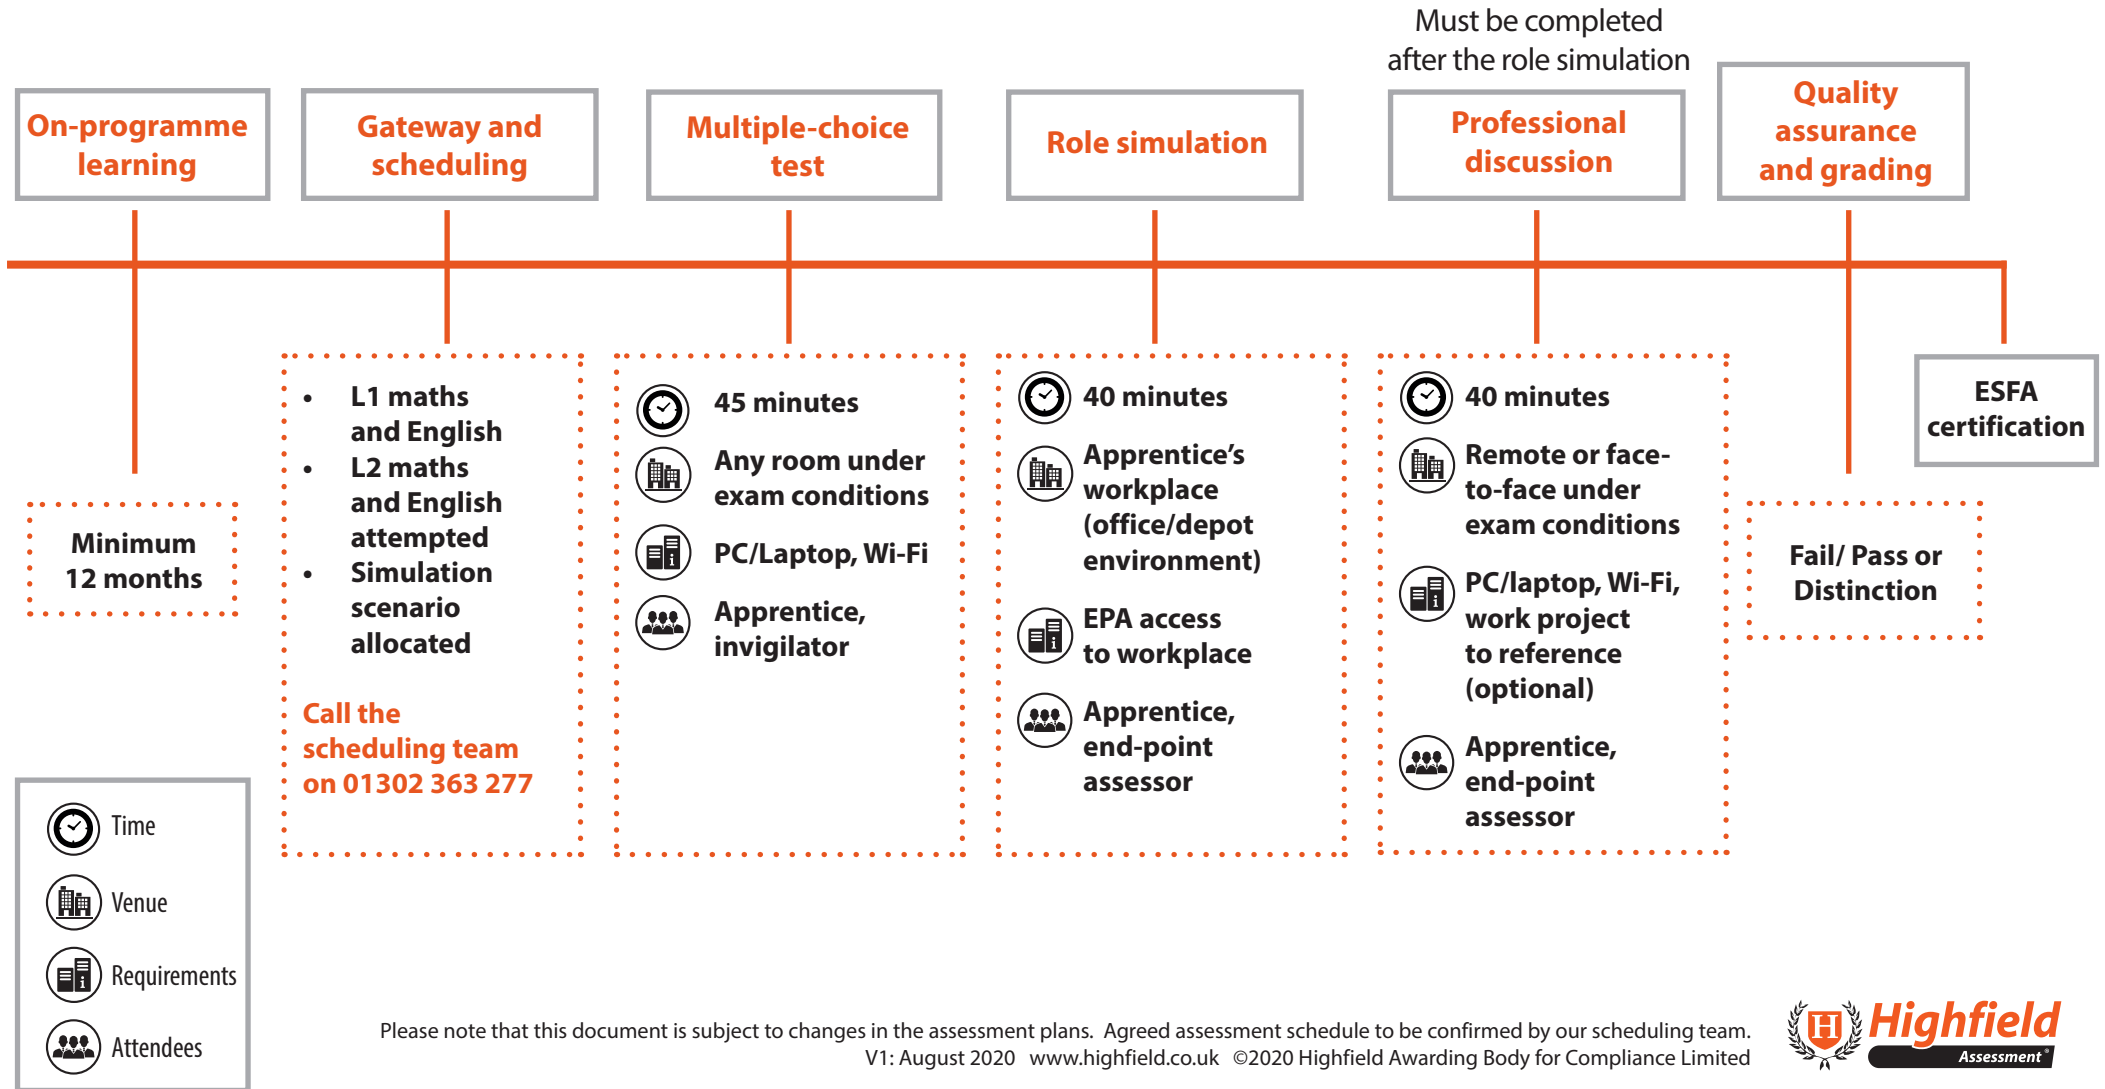 Must be completed
after the role simulation
On-programme
learning
Gateway and
scheduling
Multiple-choice
test
Role simulation
Professional
discussion
Quality
assurance
and grading
Minimum
12 months
• L1 maths
and English
• L2 maths
and English
attempted
• Simulation
scenario
allocated
Call the
scheduling team
on 01302 363 277
45 minutes
Any room under
exam conditions
PC/Laptop, Wi-Fi
Apprentice,
invigilator
40 minutes
Apprentice’s
workplace
(office/depot
environment)
EPA access
to workplace
Apprentice,
end-point
assessor
40 minutes
Remote or face-
to-face under
exam conditions
PC/laptop, Wi-Fi,
work project
to reference
(optional)
Apprentice,
end-point
assessor
Fail/ Pass or
Distinction
ESFA
certification
Time
Venue
Requirements
Attendees
Please note that this document is subject to changes in the assessment plans. Agreed assessment schedule to be confirmed by our scheduling team.
V1: August 2020 www.highfield.co.uk ©2020 Highfield Awarding Body for Compliance Limited
H
Highfield
Assessment®